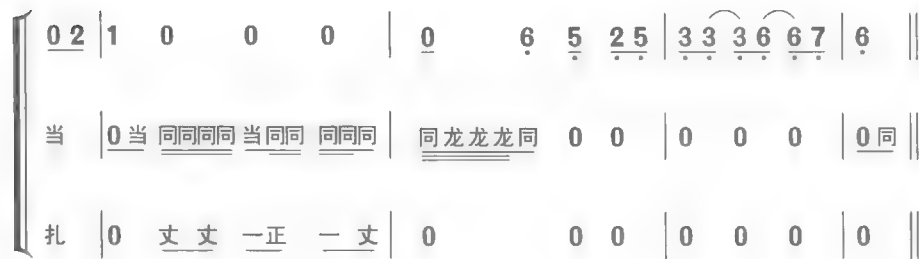 0 2 | 1 0 0 0 | 0 6 5 2 5 | 3 3 3 6 6 7 | 6 ||
当 | 0 当 同同同同 当同同 同同同 | 同龙龙龙同 0 0 | 0 0 0 | 0 同 ||
扎 | 0 丈 丈 一正 一 丈 | 0 0 0 | 0 0 0 | 0 ||